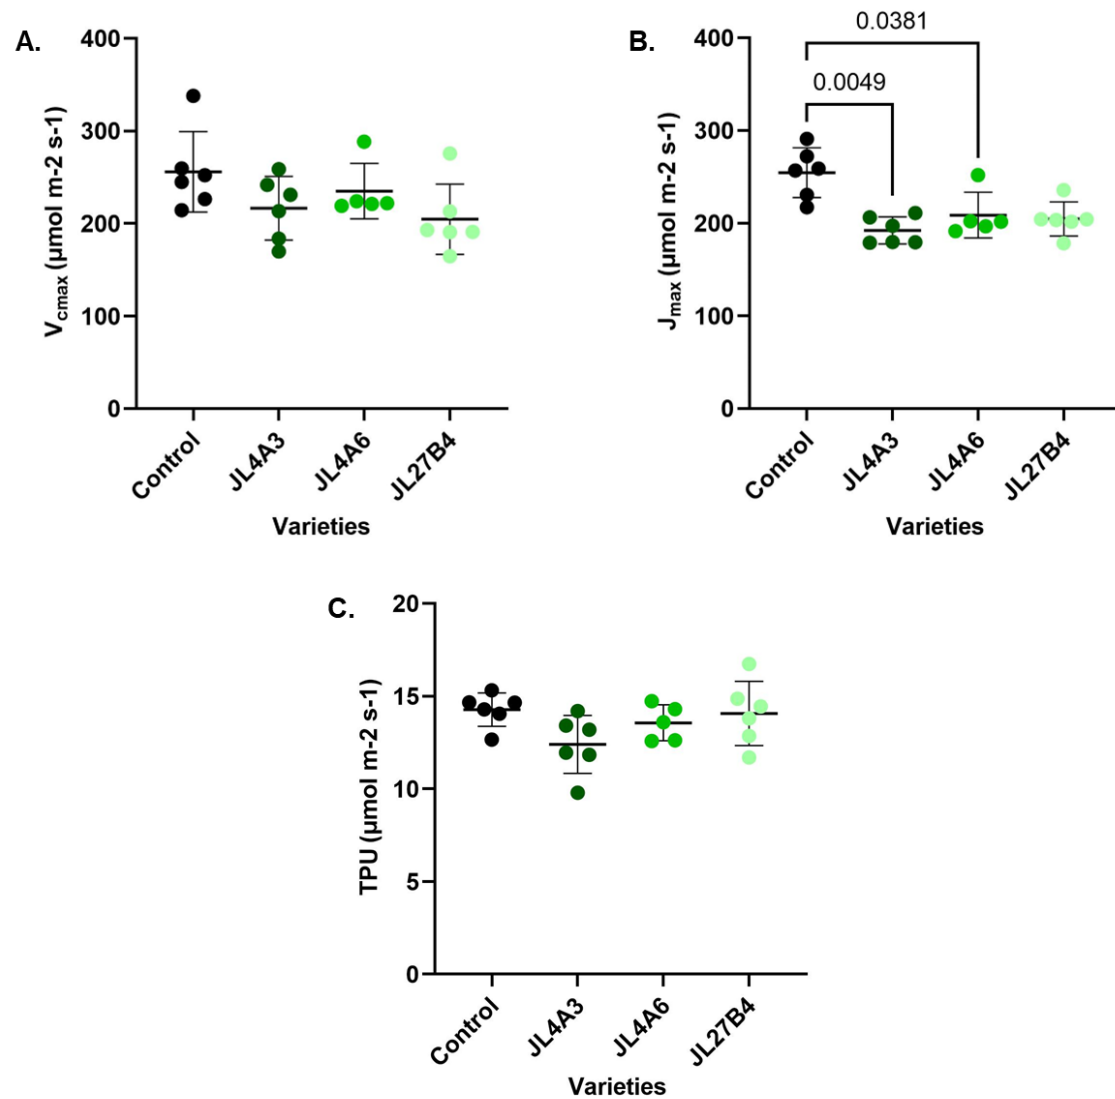 A.
400
300
200
100
0
Vcmax (µmol m-2 s-1)
Control
JL4A3
JL4A6
JL27B4
Varieties
B.
0.0381
0.0049
400
300
200
100
0
Jmax (µmol m-2 s-1)
Control
JL4A3
JL4A6
JL27B4
Varieties
C.
20
15
10
5
0
TPU (µmol m-2 s-1)
Control
JL4A3
JL4A6
JL27B4
Varieties